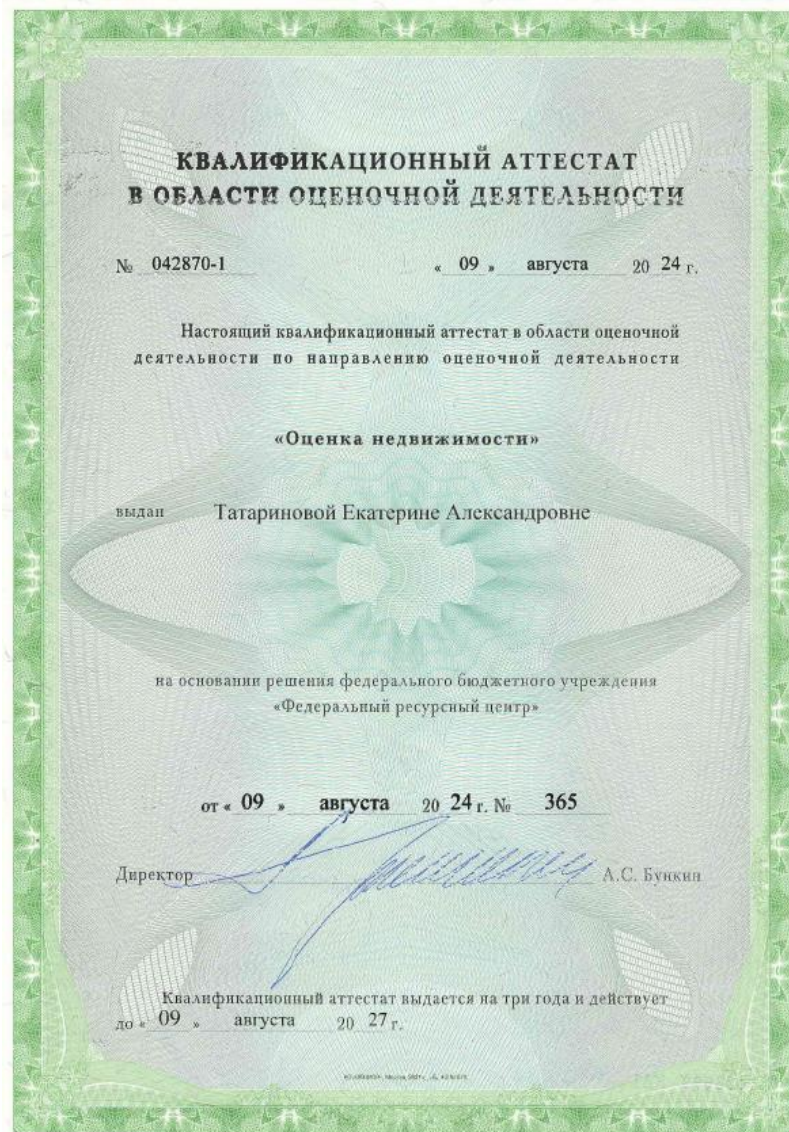 КВАЛИФИКАЦИОННЫЙ АТТЕСТАТ
В ОБЛАСТИ ОЦЕНОЧНОЙ ДЕЯТЕЛЬНОСТИ
№ 042870-1 « 09 » августа 20 24 г.
Настоящий квалификационный аттестат в области оценочной
деятельности по направлению оценочной деятельности
«Оценка недвижимости»
выдан Татариновой Екатерине Александровне
на основании решения федерального бюджетного учреждения
«Федеральный ресурсный центр»
от « 09 » августа 20 24 г. № 365
Директор А.С. Бункин
Квалификационный аттестат выдается на три года и действует
до « 09 » августа 20 27 г.